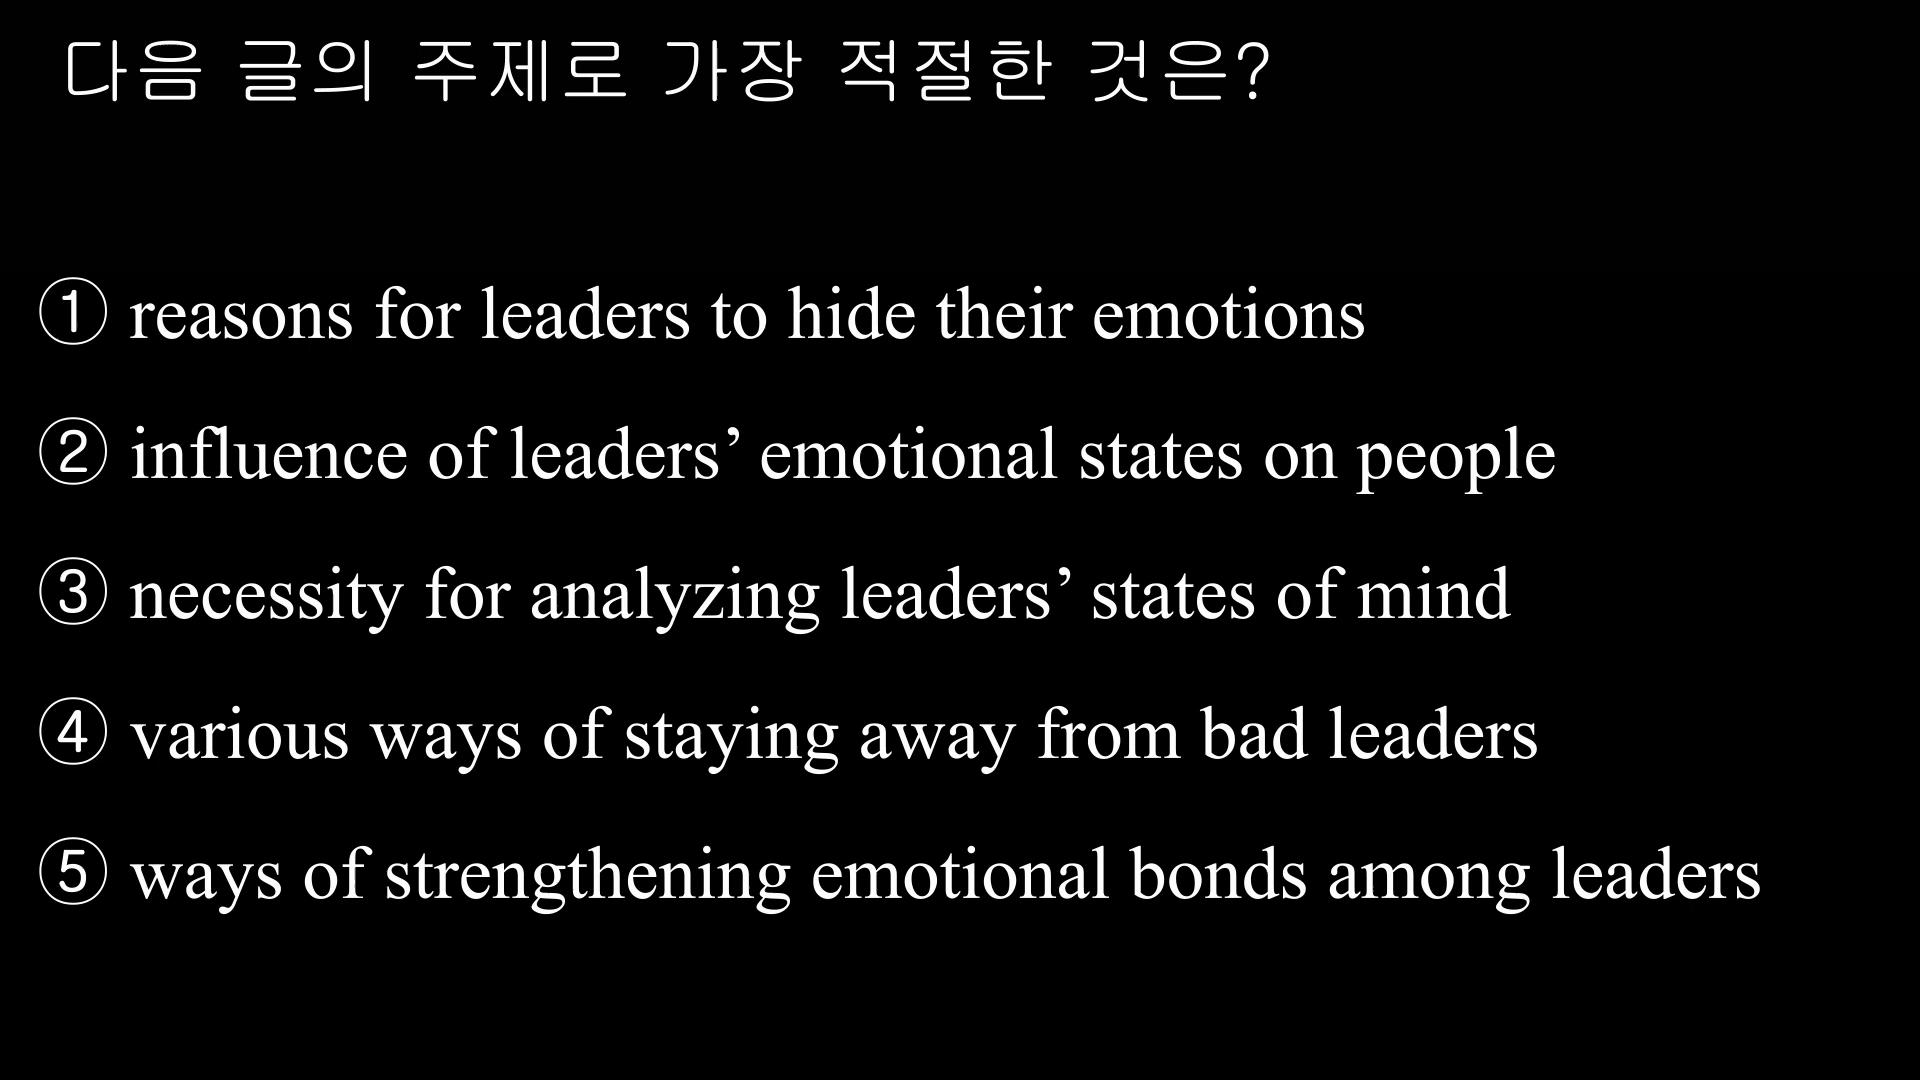 다음 글의 주제로 가장 적절한 것은?
① reasons for leaders to hide their emotions
② influence of leaders’ emotional states on people
③ necessity for analyzing leaders’ states of mind
④ various ways of staying away from bad leaders
⑤ ways of strengthening emotional bonds among leaders